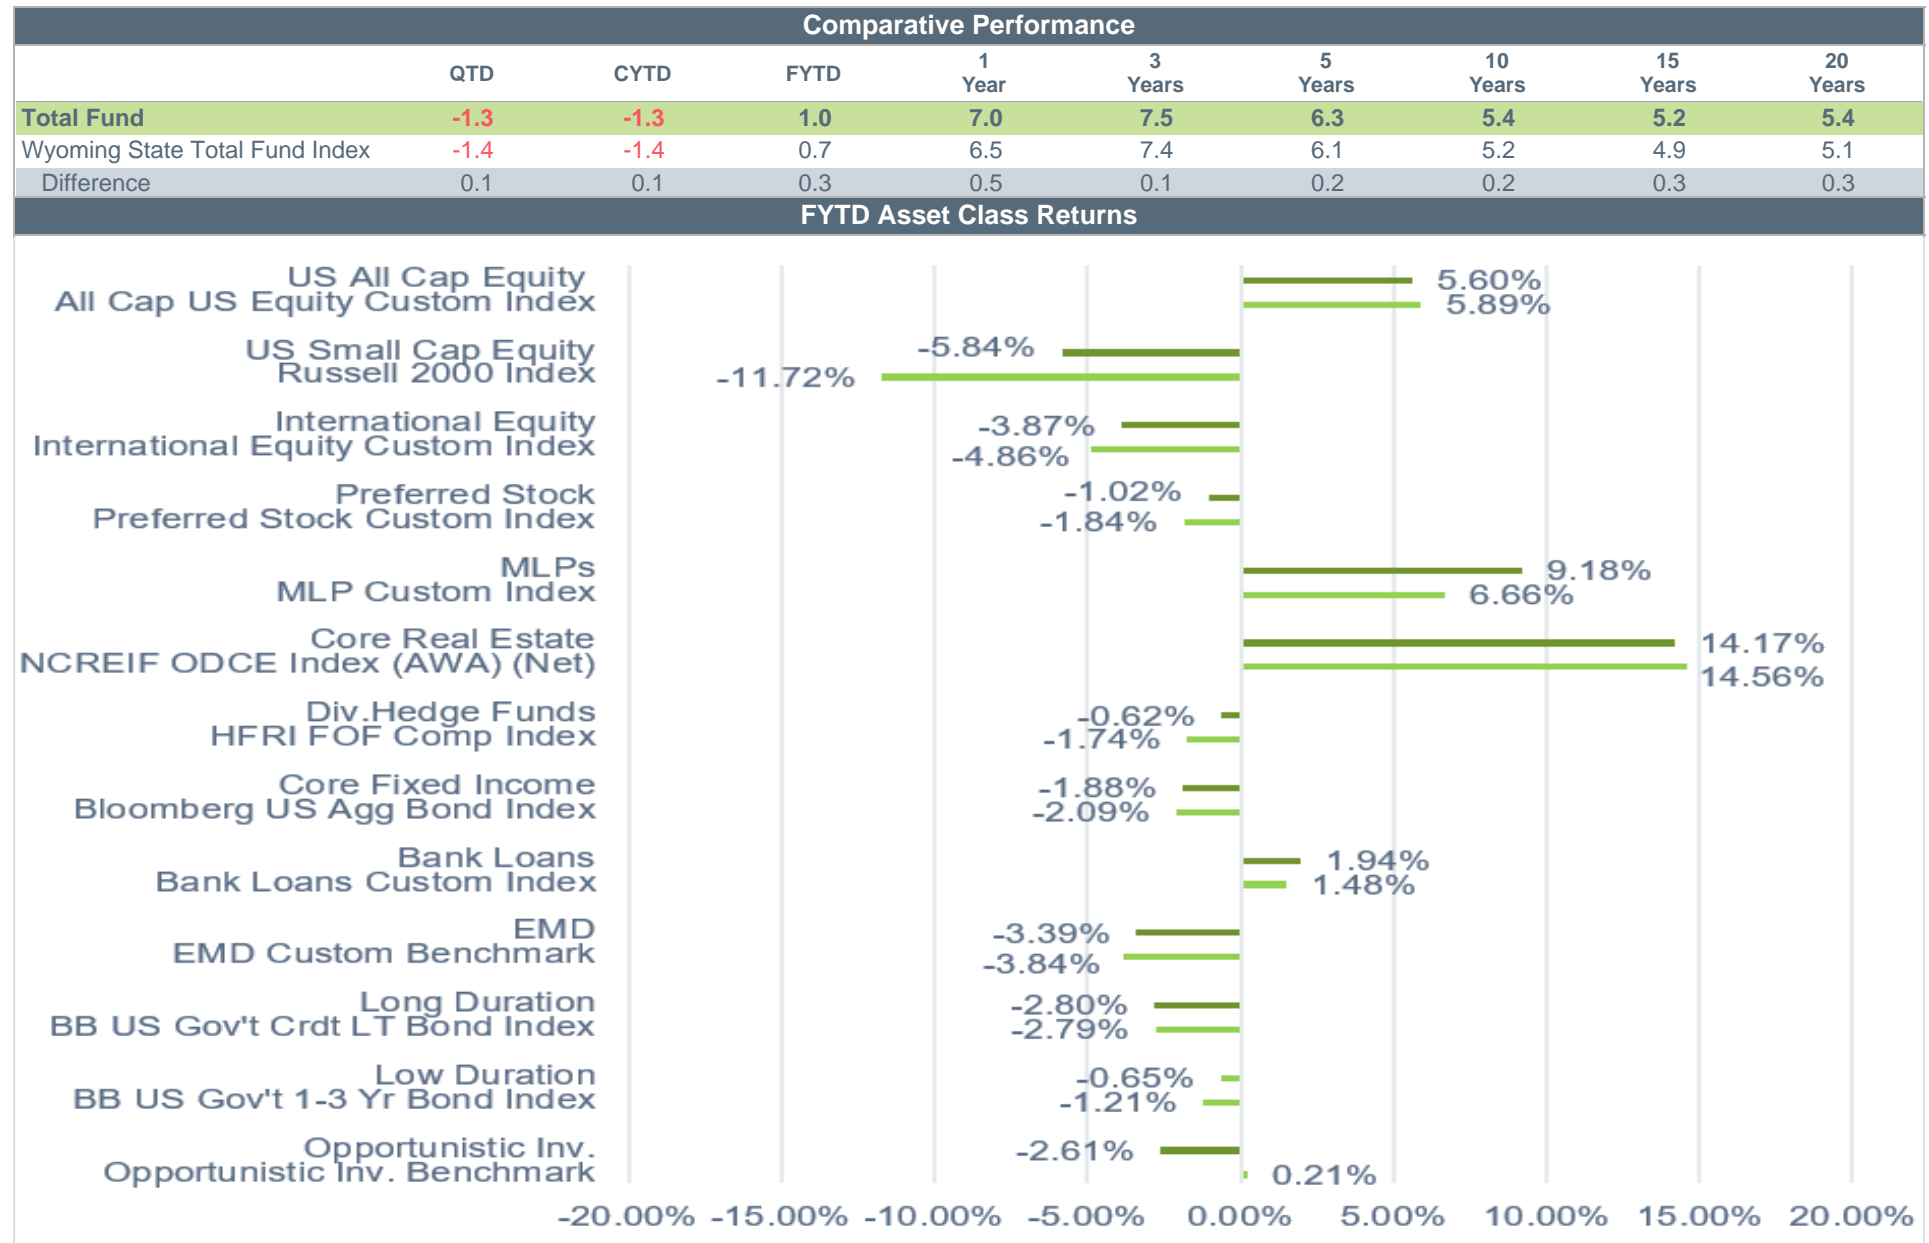 Comparative Performance
QTD CYTD FYTD 1 Year 3 Years 5 Years 10 Years 15 Years 20 Years
Total Fund -1.3 -1.3 1.0 7.0 7.5 6.3 5.4 5.2 5.4
Wyoming State Total Fund Index -1.4 -1.4 0.7 6.5 7.4 6.1 5.2 4.9 5.1
Difference 0.1 0.1 0.3 0.5 0.1 0.2 0.2 0.3 0.3
FYTD Asset Class Returns
US All Cap Equity 5.60%
All Cap US Equity Custom Index 5.89%
US Small Cap Equity -5.84%
Russell 2000 Index -11.72%
International Equity -3.87%
International Equity Custom Index -4.86%
Preferred Stock -1.02%
Preferred Stock Custom Index -1.84%
MLPs 9.18%
MLP Custom Index 6.66%
Core Real Estate 14.17%
NCREIF ODCE Index (AWA) (Net) 14.56%
Div.Hedge Funds -0.62%
HFRI FOF Comp Index -1.74%
Core Fixed Income -1.88%
Bloomberg US Agg Bond Index -2.09%
Bank Loans 1.94%
Bank Loans Custom Index 1.48%
EMD -3.39%
EMD Custom Benchmark -3.84%
Long Duration -2.80%
BB US Gov't Crdt LT Bond Index -2.79%
Low Duration -0.65%
BB US Gov't 1-3 Yr Bond Index -1.21%
Opportunistic Inv. -2.61%
Opportunistic Inv. Benchmark 0.21%
-20.00% -15.00% -10.00% -5.00% 0.00% 5.00% 10.00% 15.00% 20.00%